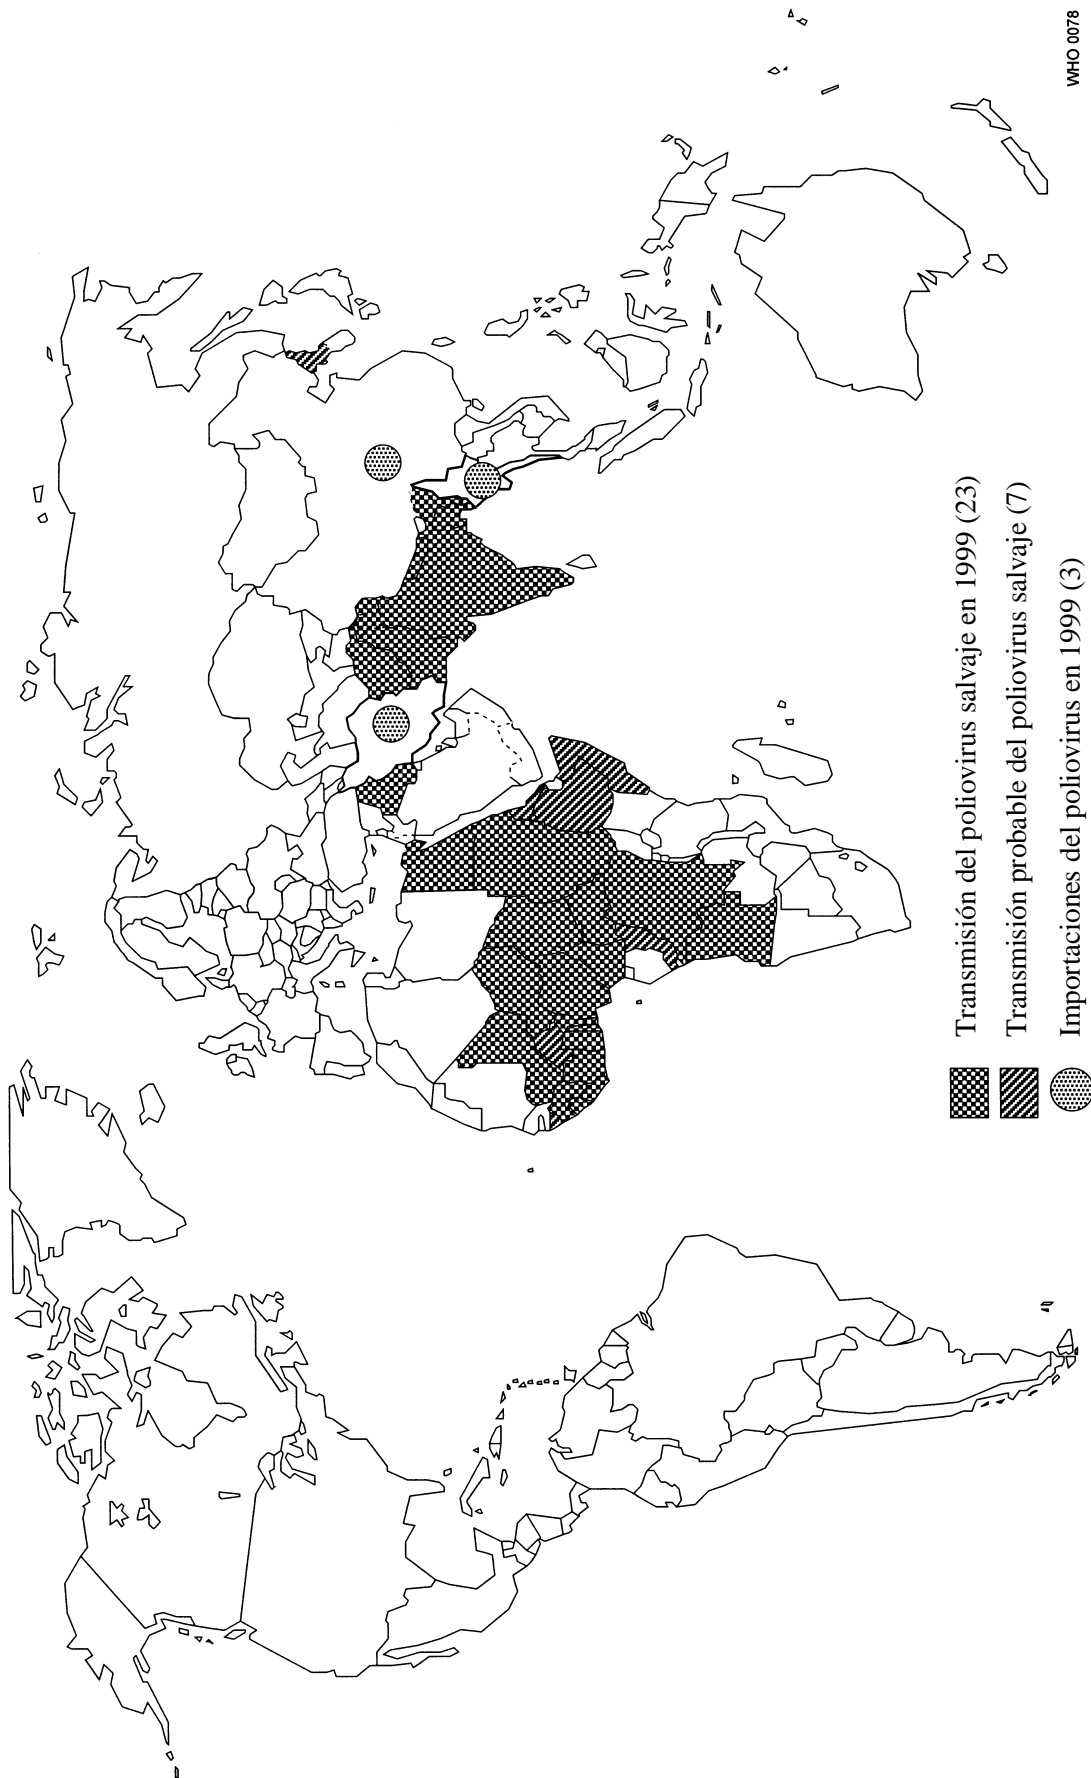 Transmisión del poliovirus salvaje en 1999 (23)
Transmisión probable del poliovirus salvaje (7)
Importaciones del poliovirus en 1999 (3)
WHO 0078